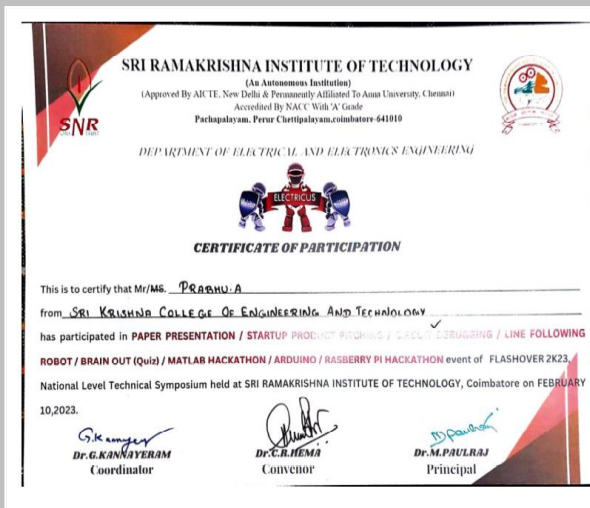 SRI RAMAKRISHNA INSTITUTE OF TECHNOLOGY
(An Autonomous Institution)
(Approved By AICTE, New Delhi & Permanently Affiliated To Anna University, Chennai)
Accredited By NACC With 'A' Grade
Pachapalayam, Perur Chettipalayam,coimbatore-641010
SNR
DEPARTMENT OF ELECTRICAL AND ELECTRONICS ENGINEERING
ELECTRICUS
CERTIFICATE OF PARTICIPATION
This is to certify that Mr/Ms. PRABHU.A
from SRI KRISHNA COLLEGE OF ENGINEERING AND TECHNOLOGY
has participated in PAPER PRESENTATION / STARTUP PRODUCT PITCHING / CIRCUIT DEBUGGING / LINE FOLLOWING
ROBOT / BRAIN OUT (Quiz) / MATLAB HACKATHON / ARDUINO / RASBERRY PI HACKATHON event of FLASHOVER 2K23,
National Level Technical Symposium held at SRI RAMAKRISHNA INSTITUTE OF TECHNOLOGY, Coimbatore on FEBRUARY
10,2023.
G.Kannayeram
M Paulraj
Dr.G.KANNAYERAM Dr.C.R.HEMA Dr.M.PAULRAJ
Coordinator Convenor Principal